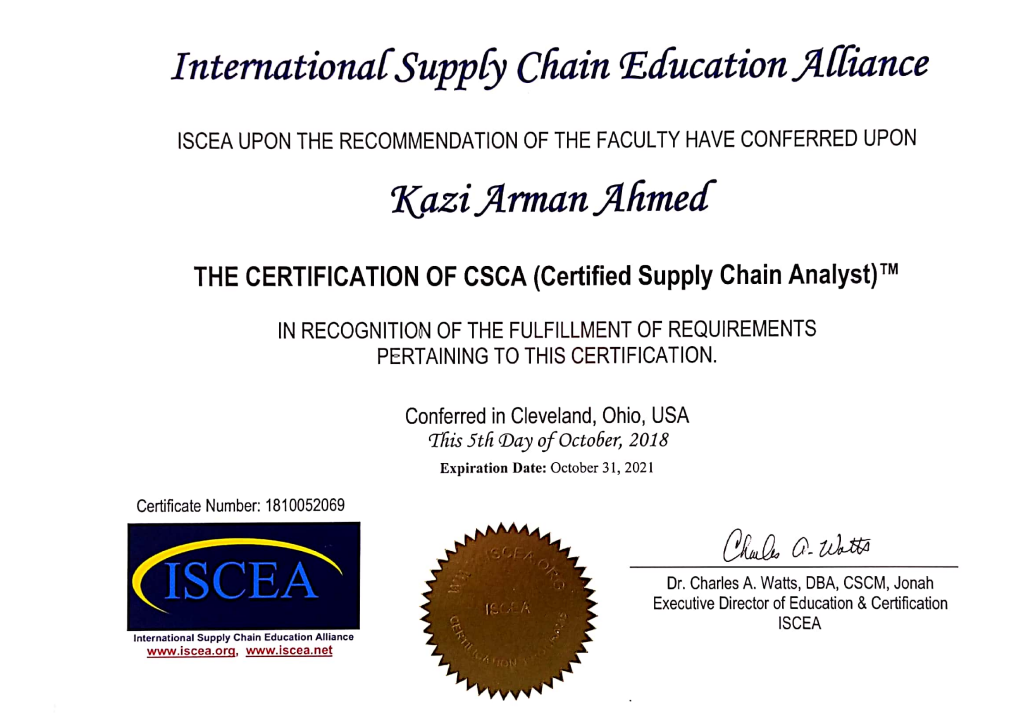 International Supply Chain Education Alliance
ISCEA UPON THE RECOMMENDATION OF THE FACULTY HAVE CONFERRED UPON
Kazi Arman Ahmed
THE CERTIFICATION OF CSCA (Certified Supply Chain Analyst)™
IN RECOGNITION OF THE FULFILLMENT OF REQUIREMENTS
PERTAINING TO THIS CERTIFICATION.
Conferred in Cleveland, Ohio, USA
This 5th Day of October, 2018
Expiration Date: October 31, 2021
Certificate Number: 1810052069
ISCEA
International Supply Chain Education Alliance
www.iscea.org, www.iscea.net
ISCEA.ORG
ISCEA
CERTIFICATION
Charles A. Watts
Dr. Charles A. Watts, DBA, CSCM, Jonah
Executive Director of Education & Certification
ISCEA